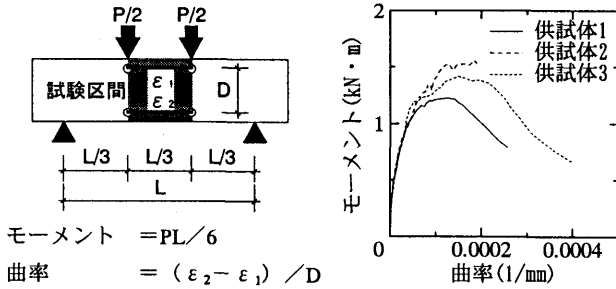 P/2 P/2
試験区間
ε1
ε2
D
L/3 L/3 L/3
L
モーメント =PL/6
曲率 = (ε2-ε1) /D
モーメント(kN・m)
2
1
0
0.0002 0.0004
曲率(1/mm)
供試体1
供試体2
供試体3